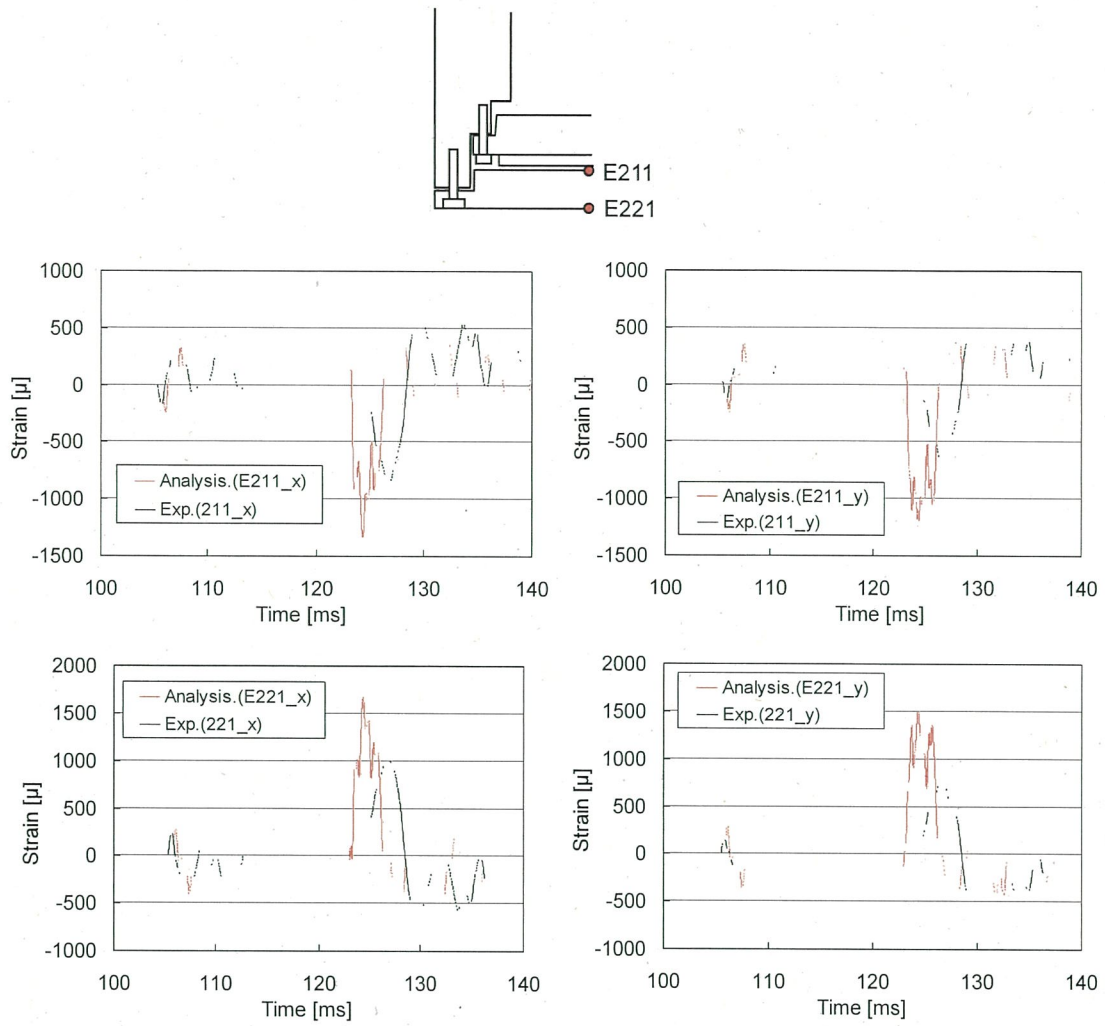 E211
E221
1000
500
0
-500
-1000
-1500
Strain [µ]
Analysis.(E211_x)
Exp.(211_x)
100
110
120
130
140
Time [ms]
1000
500
0
-500
-1000
-1500
Strain [µ]
Analysis.(E211_y)
Exp.(211_y)
100
110
120
130
140
Time [ms]
2000
1500
1000
500
0
-500
-1000
Strain [µ]
Analysis.(E221_x)
Exp.(221_x)
100
110
120
130
140
Time [ms]
2000
1500
1000
500
0
-500
-1000
Strain [µ]
Analysis.(E221_y)
Exp.(221_y)
100
110
120
130
140
Time [ms]